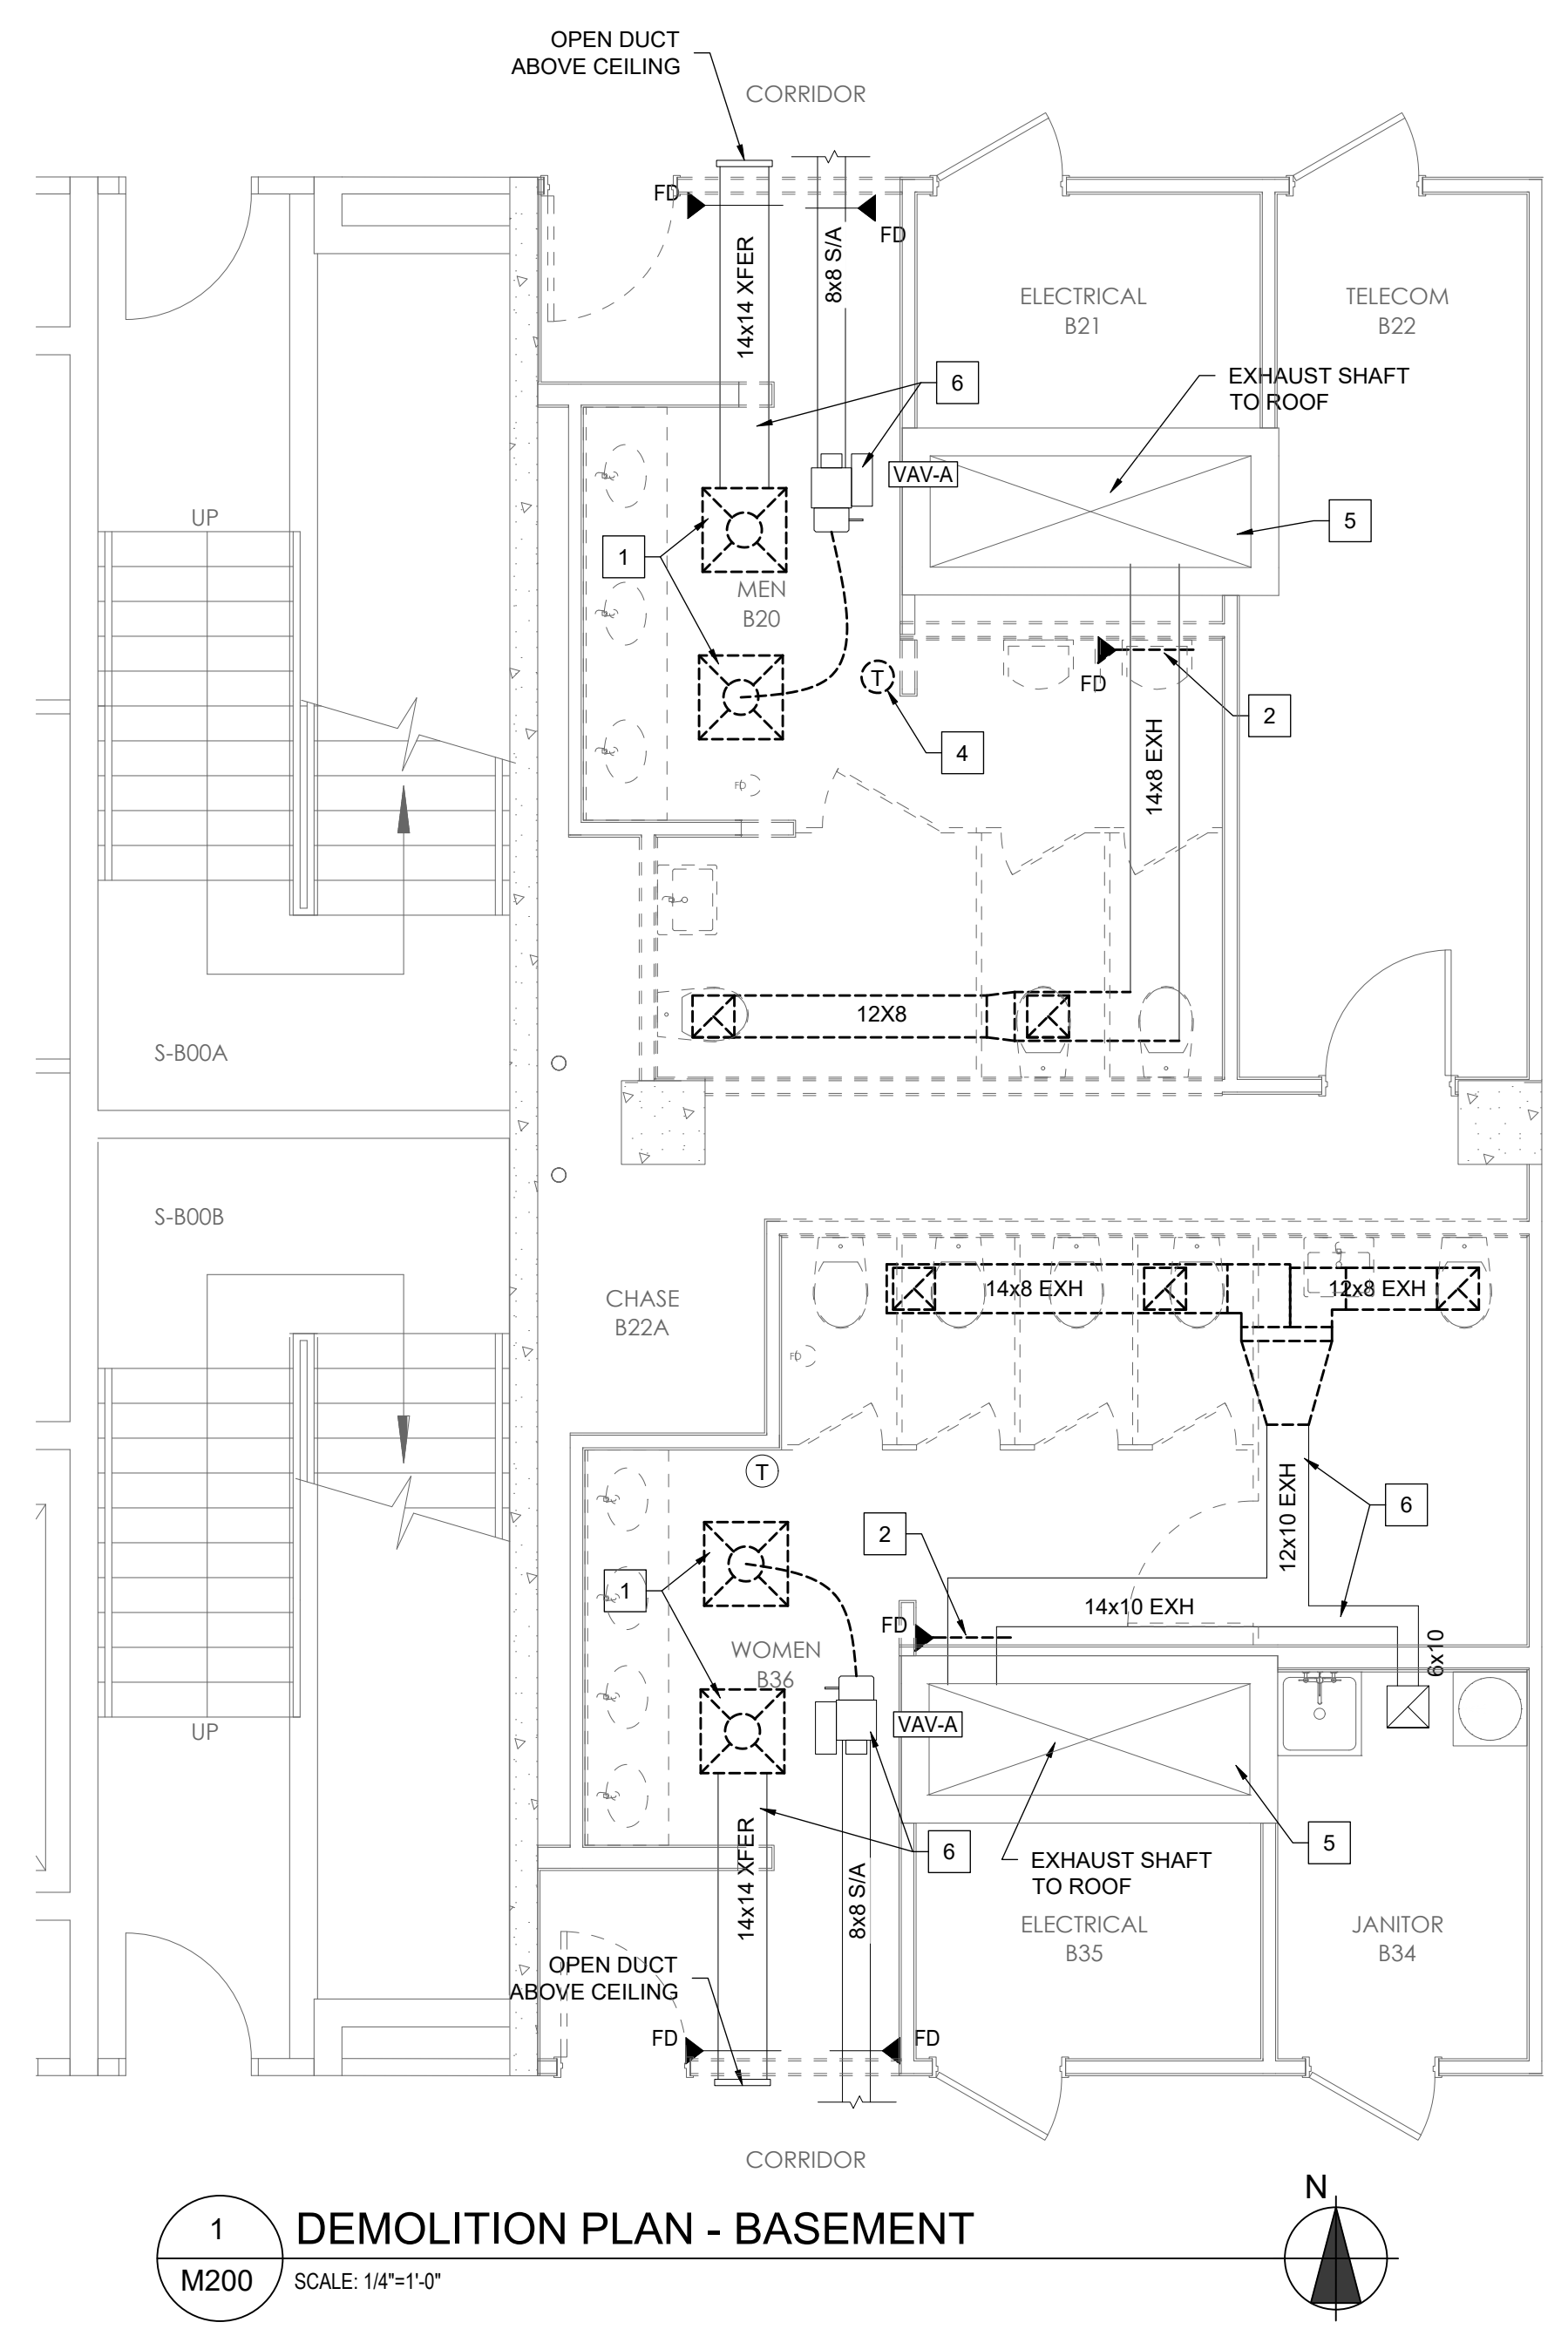 OPEN DUCT
ABOVE CEILING
CORRIDOR
FD
FD
14x14 XFER
8x8 S/A
ELECTRICAL
B21
TELECOM
B22
6
EXHAUST SHAFT
TO ROOF
VAV-A
5
UP
1
MEN
B20
T
FD
2
4
14x8 EXH
FD
12X8
S-B00A
S-B00B
CHASE
B22A
14x8 EXH
12x8 EXH
FD
T
12x10 EXH
6
2
1
14x10 EXH
FD
WOMEN
B36
6x10
VAV-A
UP
14x14 XFER
8x8 S/A
6
5
EXHAUST SHAFT
TO ROOF
ELECTRICAL
B35
JANITOR
B34
OPEN DUCT
ABOVE CEILING
FD
FD
CORRIDOR
N
1
DEMOLITION PLAN - BASEMENT
M200
SCALE: 1/4"=1'-0"